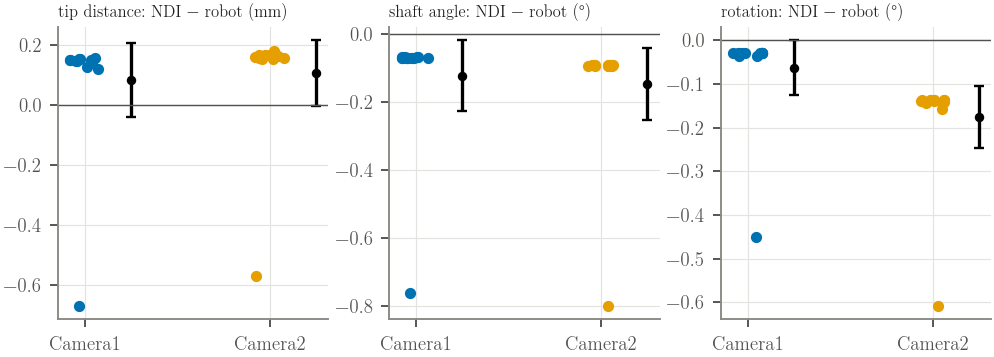 tip distance: NDI − robot (mm)
0.2
0.0
−0.2
−0.4
−0.6
Camera1 Camera2
shaft angle: NDI − robot (°)
0.0
−0.2
−0.4
−0.6
−0.8
Camera1 Camera2
rotation: NDI − robot (°)
0.0
−0.1
−0.2
−0.3
−0.4
−0.5
−0.6
Camera1 Camera2